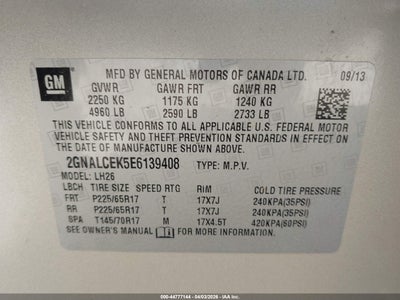 GM
MFD BY GENERAL MOTORS OF CANADA LTD. 09/13
GVWR GAWR FRT GAWR RR
2250 KG 1175 KG 1240 KG
4960 LB 2590 LB 2733 LB
THIS VEHICLE CONFORMS TO ALL APPLICABLE U.S. FEDERAL MOTOR
VEHICLE SAFETY AND THEFT PREVENTION STANDARDS IN EFFECT ON THE
DATE OF MANUFACTURE SHOWN ABOVE.
2GNALCEK5E6139408 TYPE: M.P.V.
MODEL: LH26
LBCH TIRE SIZE SPEED RTG RIM COLD TIRE PRESSURE
FRT P225/65R17 T 17X7J 240KPA(35PSI)
RR P225/65R17 T 17X7J 240KPA(35PSI)
SPA T145/70R17 M 17X4.5T 420KPA(60PSI)
SEE OWNER'S MANUAL FOR MORE INFORMATION.
000-44777144 - 04/03/2026 - © IAA, Inc.